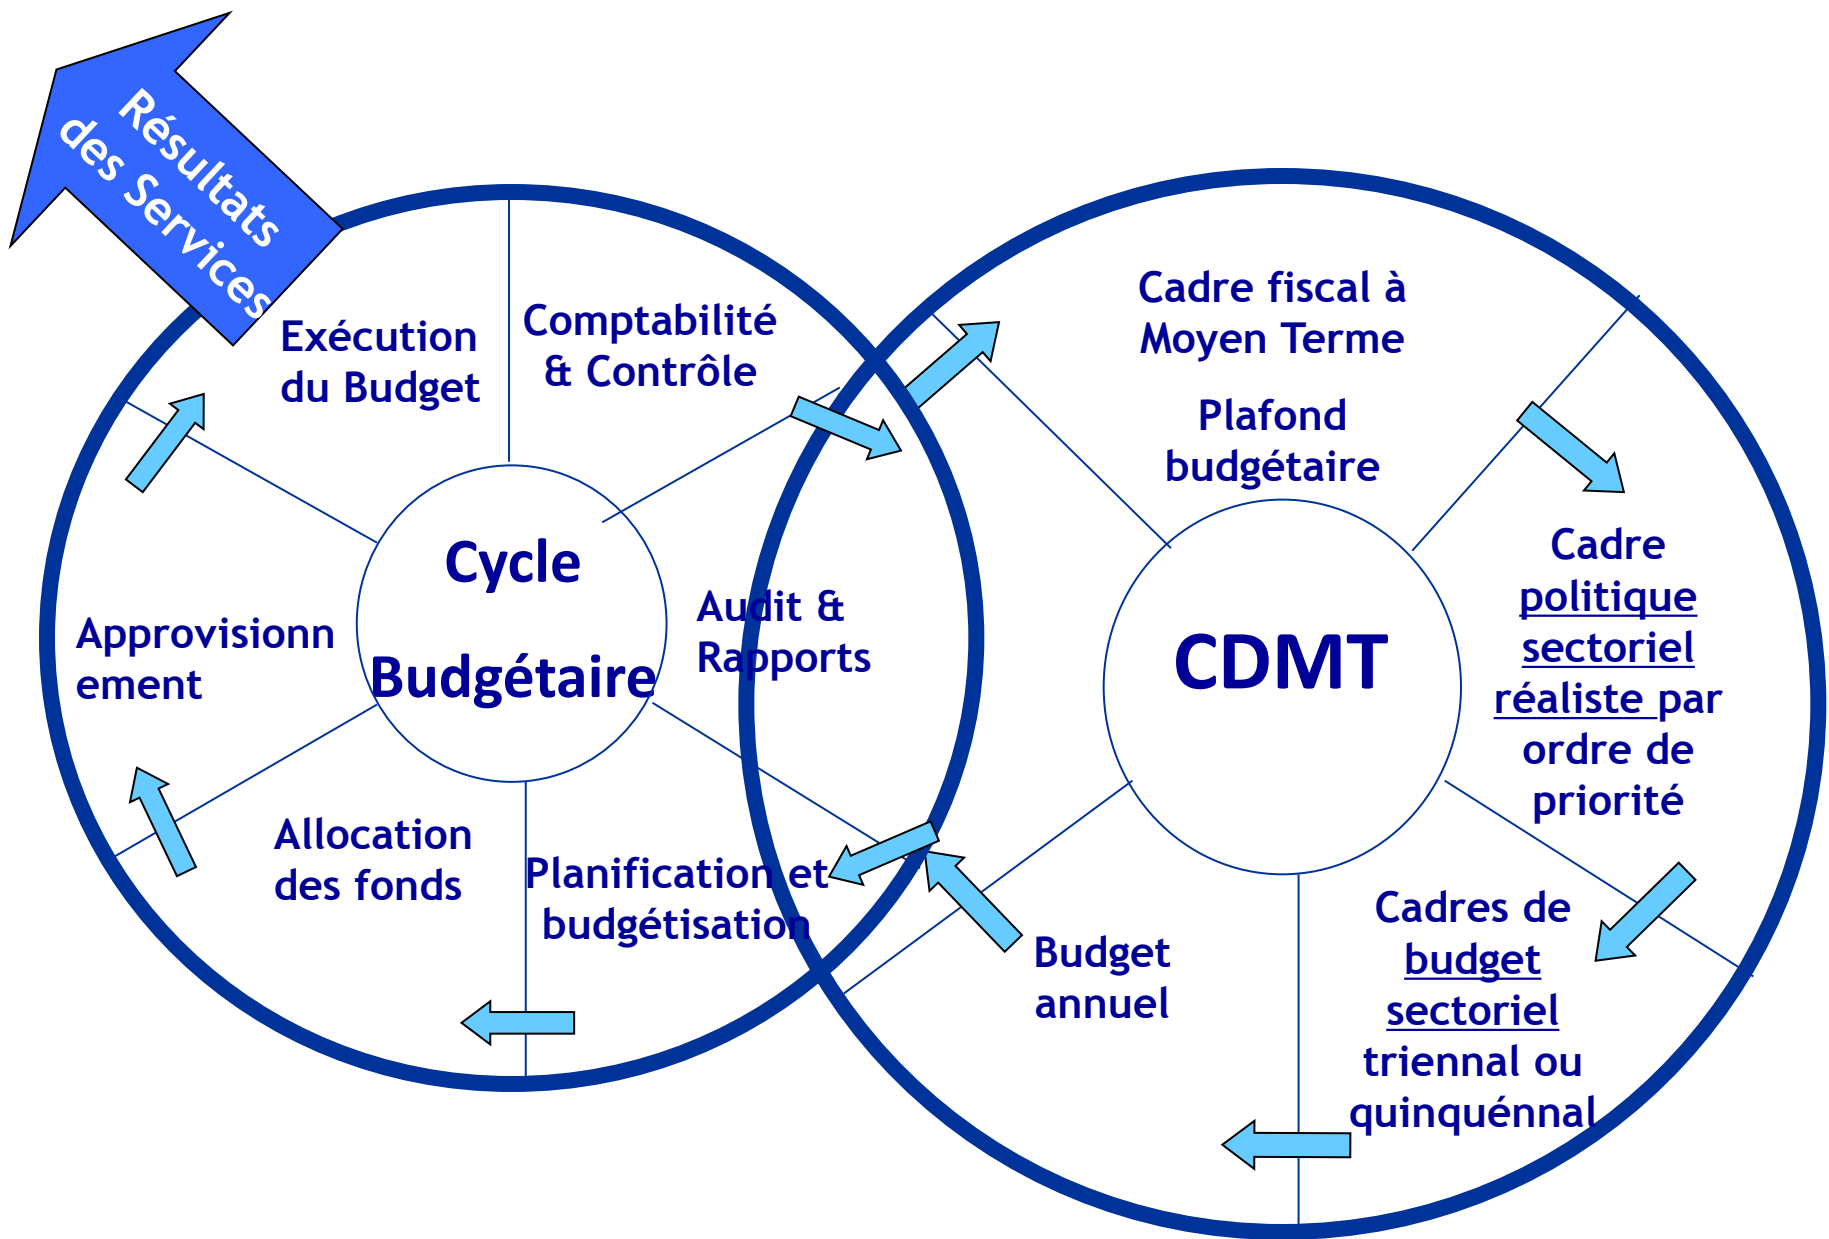 Résultats
des Services
Exécution
du Budget
Comptabilité
& Contrôle
Approvisionn
ement
Cycle
Budgétaire
Audit &
Rapports
Allocation
des fonds
Planification et
budgétisation
Cadre fiscal à
Moyen Terme
Plafond
budgétaire
CDMT
Cadre
politique
sectoriel
réaliste par
ordre de
priorité
Cadres de
budget
sectoriel
triennal ou
quinquénnal
Budget
annuel